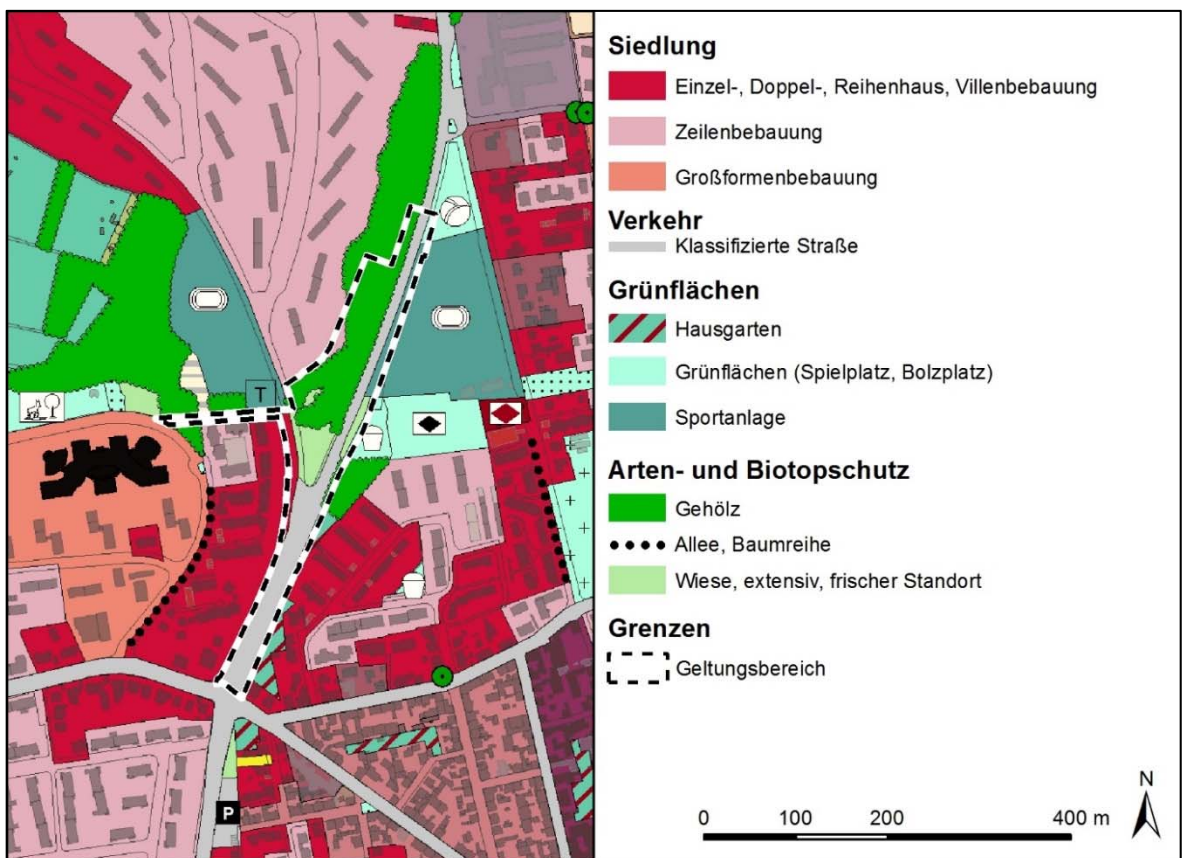 T
P
Siedlung
Einzel-, Doppel-, Reihenhaus, Villenbebauung
Zeilenbebauung
Großformenbebauung
Verkehr
Klassifizierte Straße
Grünflächen
Hausgarten
Grünflächen (Spielplatz, Bolzplatz)
Sportanlage
Arten- und Biotopschutz
Gehölz
Allee, Baumreihe
Wiese, extensiv, frischer Standort
Grenzen
Geltungsbereich
N
0 100 200 400 m